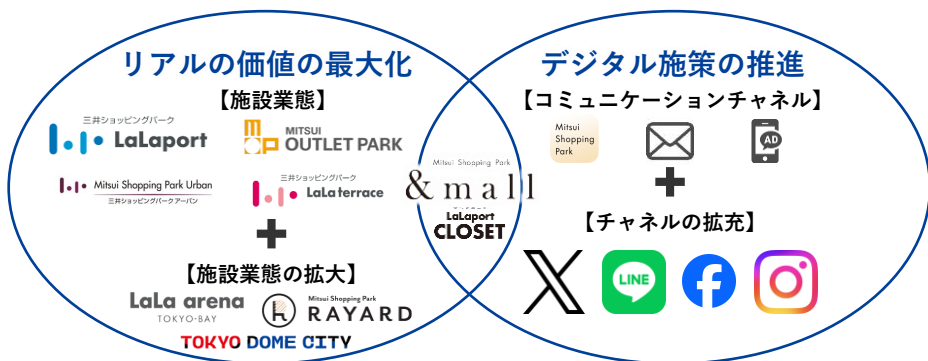 リアルの価値の最大化
【施設業態】
三井ショッピングパーク
LaLaport
MITSUI
OUTLET PARK
Mitsui Shopping Park Urban
三井ショッピングパークアーバン
三井ショッピングパーク
LaLa terrace
+
【施設業態の拡大】
LaLa arena
TOKYO-BAY
Mitsui Shopping Park
RAYARD
TOKYO DOME CITY
Mitsui Shopping Park
&mall
LaLaport
CLOSET
デジタル施策の推進
【コミュニケーションチャネル】
Mitsui
Shopping
Park
AD
+
【チャネルの拡充】
X
LINE
f